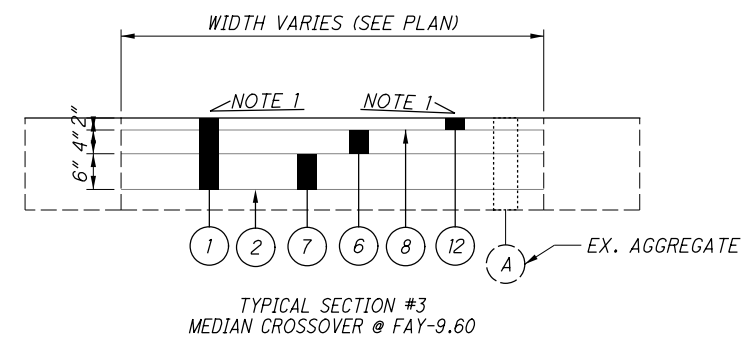 WIDTH VARIES (SEE PLAN)
NOTE 1 NOTE 1
2"
4"
6"
1 2 7 6 8 12 A
EX. AGGREGATE
TYPICAL SECTION #3
MEDIAN CROSSOVER @ FAY-9.60